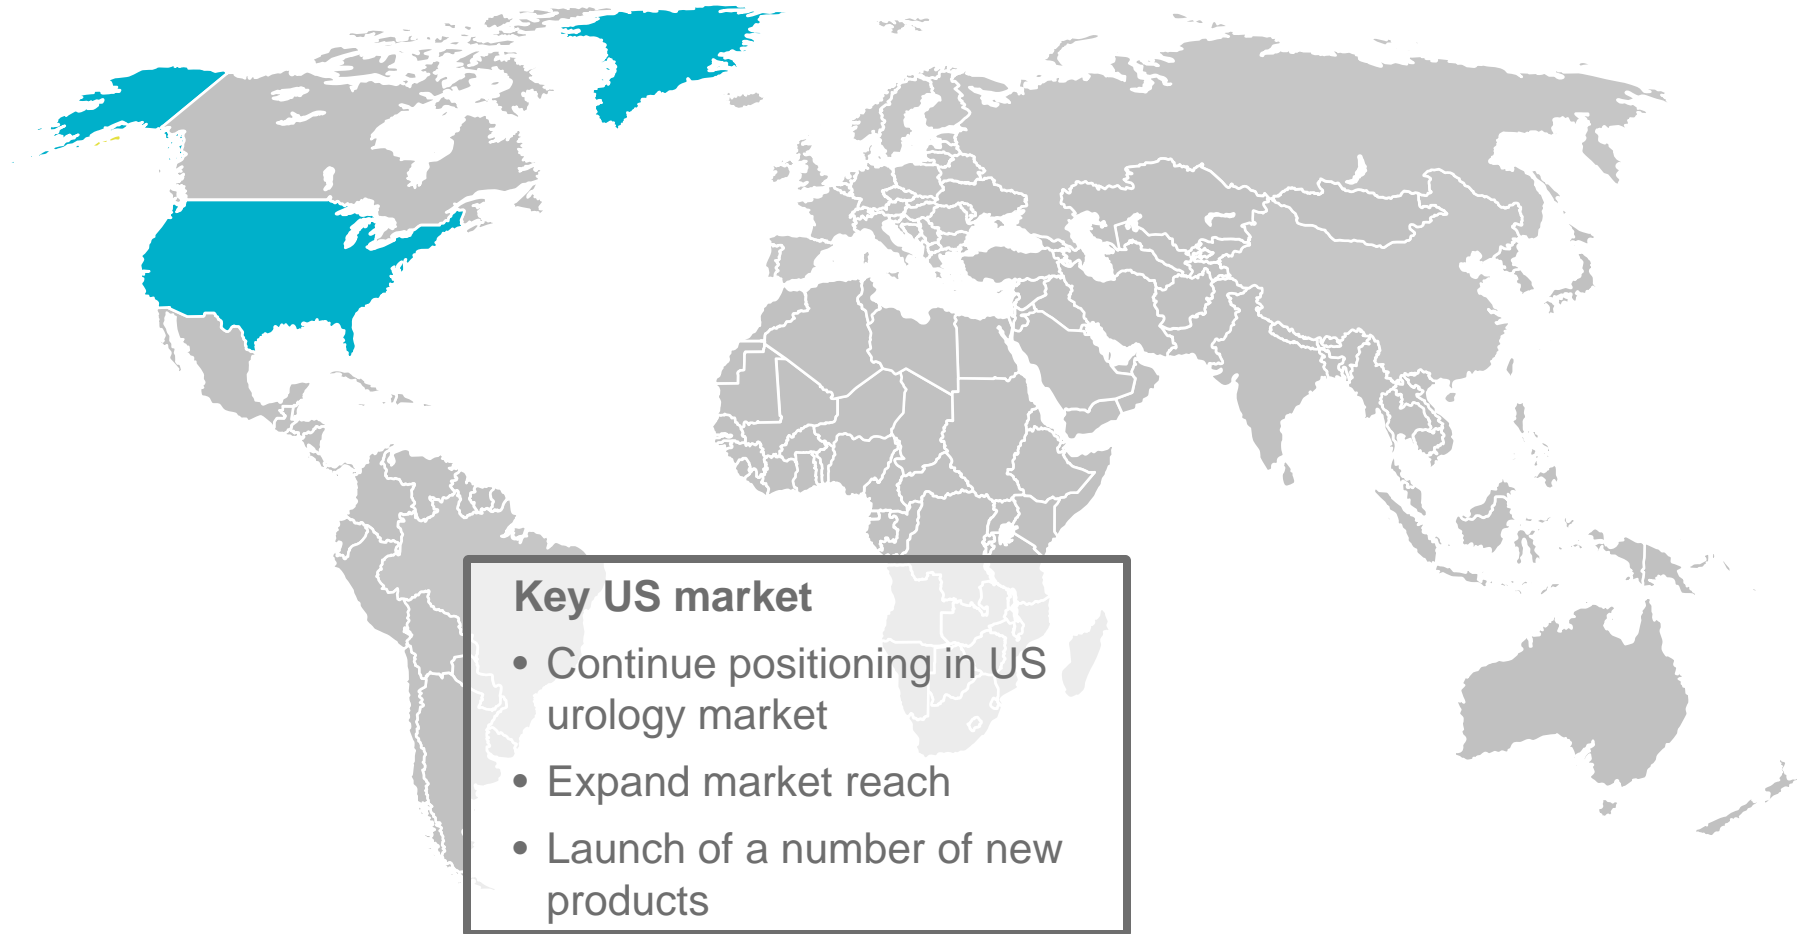 Key US market
• Continue positioning in US
urology market
• Expand market reach
• Launch of a number of new
products